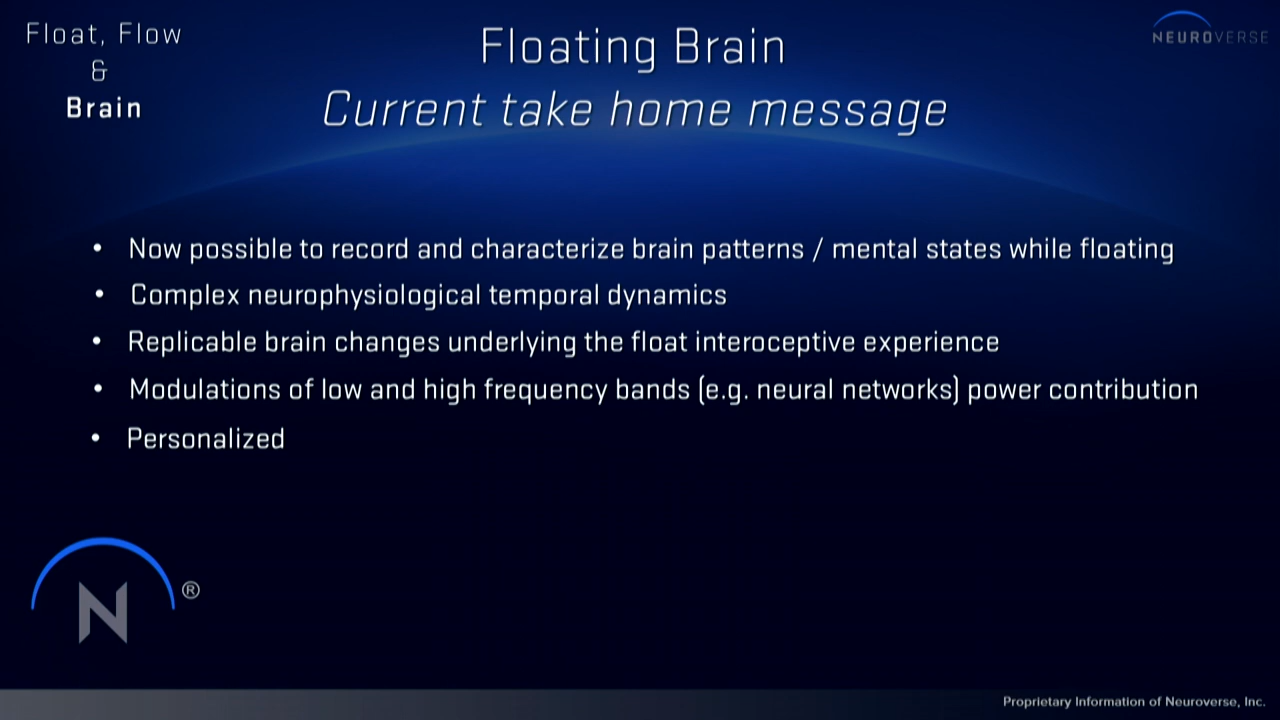 Float, Flow
&
Brain
Floating Brain
Current take home message
NEUROVERSE
• Now possible to record and characterize brain patterns / mental states while floating
• Complex neurophysiological temporal dynamics
• Replicable brain changes underlying the float interoceptive experience
• Modulations of low and high frequency bands (e.g. neural networks) power contribution
• Personalized
N ®
Proprietary Information of Neuroverse, Inc.